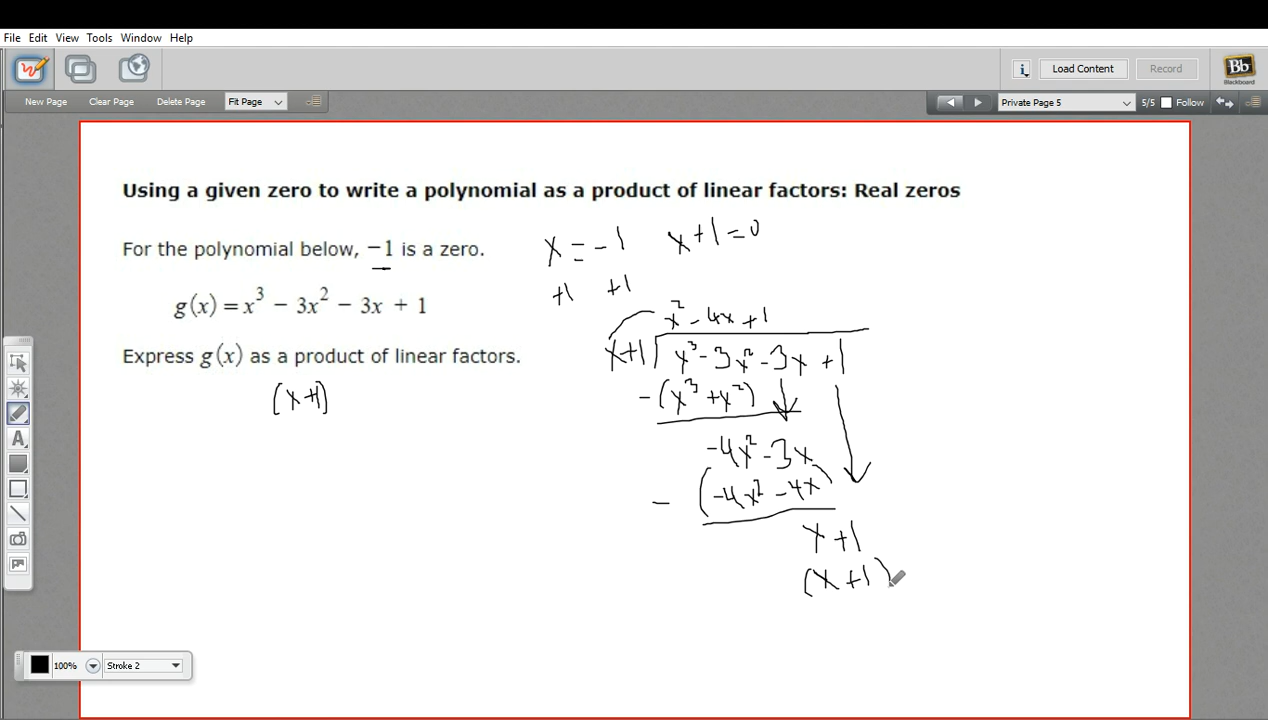 File Edit View Tools Window Help
i Load Content Record Bb Blackboard
New Page Clear Page Delete Page Fit Page Private Page 5 5/5 Follow
Using a given zero to write a polynomial as a product of linear factors: Real zeros
For the polynomial below, −1 is a zero.
x = -1 x+1=0
+1 +1
g(x) = x³ − 3x² − 3x + 1
x² - 4x + 1
Express g(x) as a product of linear factors.
x+1 x³ - 3x² - 3x + 1
(x+1)
-(x³ + x²)
-4x² - 3x
- (-4x² - 4x)
x + 1
(x + 1)
A
100% Stroke 2